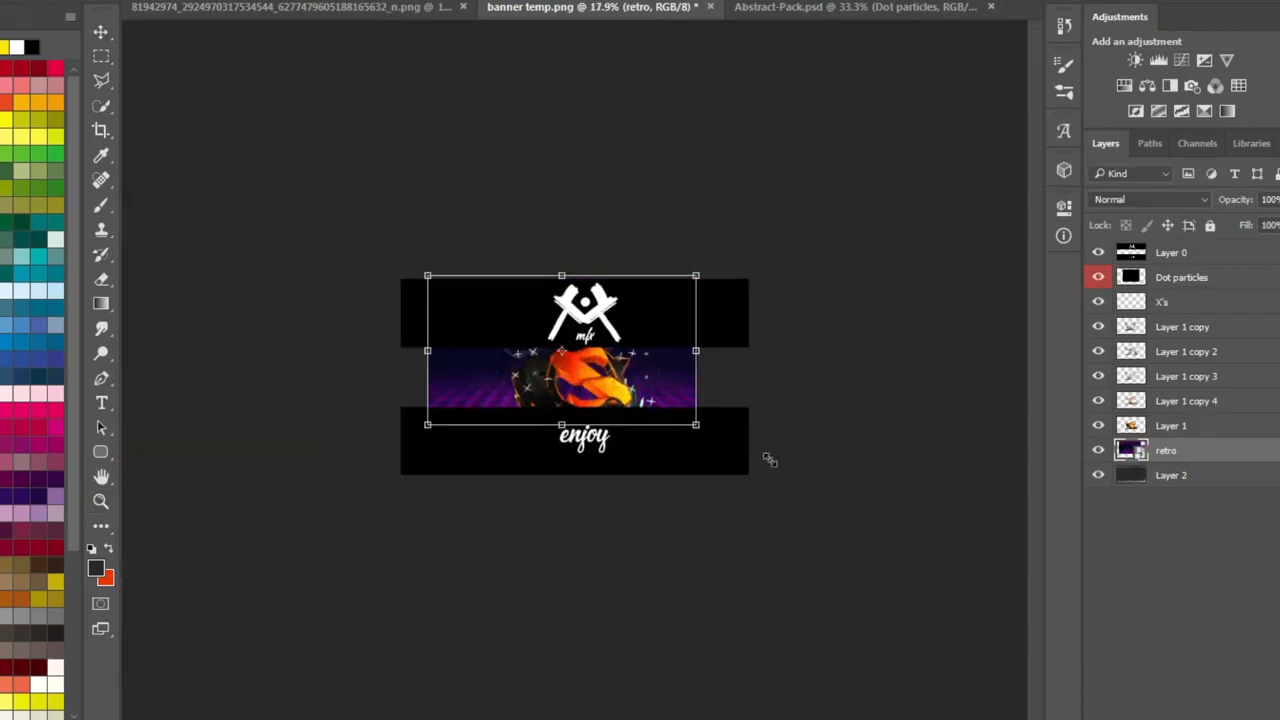 81942974_2924970317534544_6277479605188165632_n.png @ 1... × banner temp.png @ 17.9% (retro, RGB/8) * × Abstract-Pack.psd @ 33.3% (Dot particles, RGB/... ×
Adjustments
Add an adjustment
Layers Paths Channels Libraries
Kind
Normal Opacity: 100%
Lock: Fill: 100%
Layer 0
Dot particles
X's
Layer 1 copy
Layer 1 copy 2
Layer 1 copy 3
Layer 1 copy 4
Layer 1
retro
Layer 2
mfx
enjoy